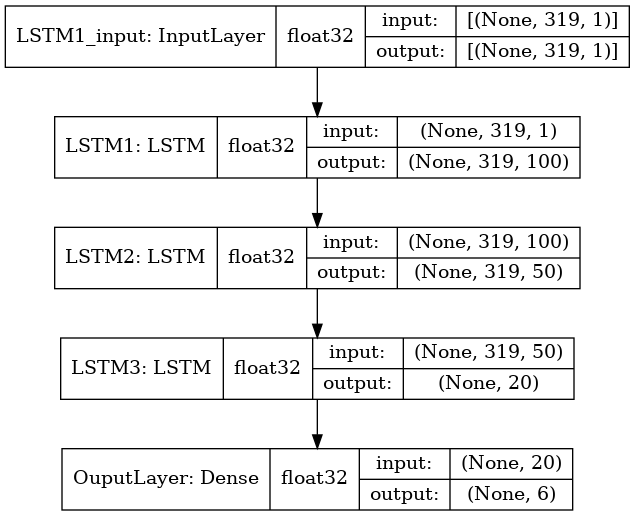 LSTM1_input: InputLayer float32 input: [(None, 319, 1)]
output: [(None, 319, 1)]
LSTM1: LSTM float32 input: (None, 319, 1)
output: (None, 319, 100)
LSTM2: LSTM float32 input: (None, 319, 100)
output: (None, 319, 50)
LSTM3: LSTM float32 input: (None, 319, 50)
output: (None, 20)
OuputLayer: Dense float32 input: (None, 20)
output: (None, 6)